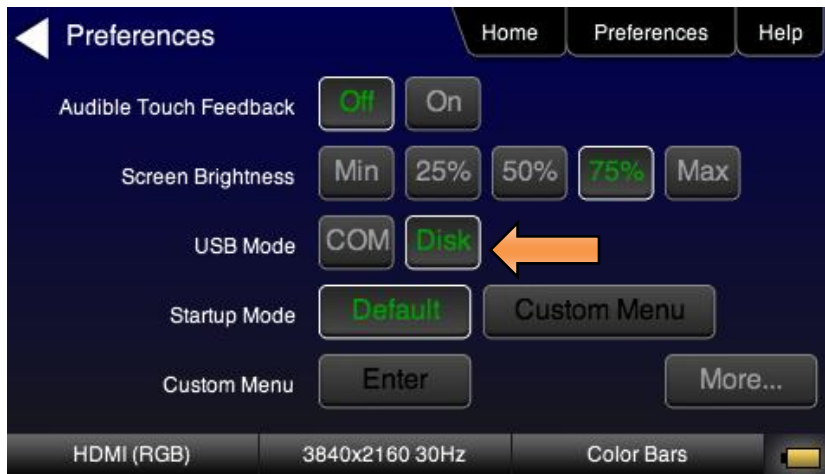 Preferences
Home Preferences Help
Audible Touch Feedback Off On
Screen Brightness Min 25% 50% 75% Max
USB Mode COM Disk
Startup Mode Default Custom Menu
Custom Menu Enter More...
HDMI (RGB) 3840x2160 30Hz Color Bars